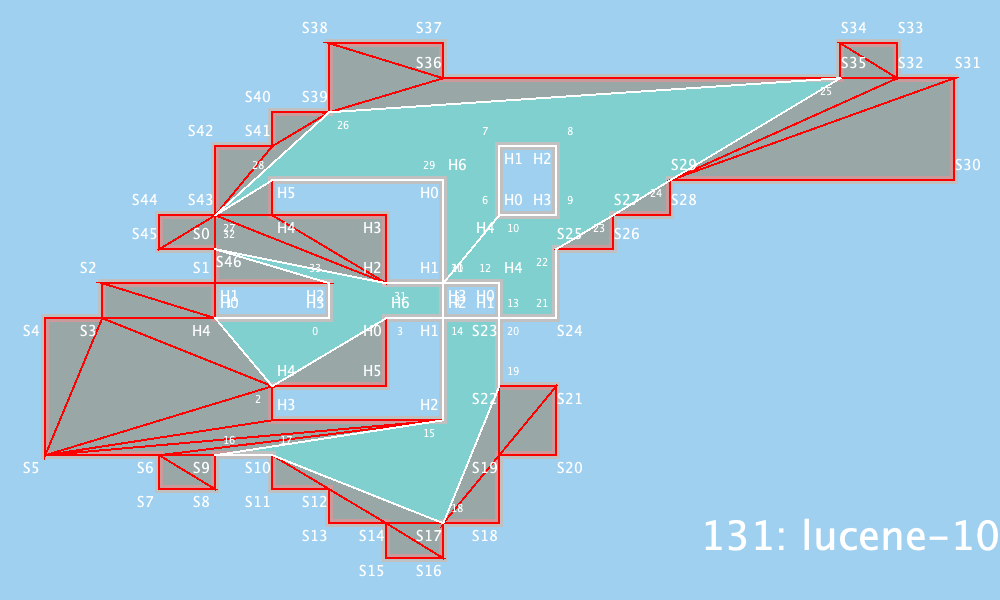 S38 S37 S34 S33
S36 S35 S32 S31
25
S40 S39
26
S42 S41 7 8
28 29 H6 H1 H2 S29 S30
H5 H0 24
S44 S43 6 H0 H3 9 S27 S28
27 H4 H3 H4 10 23
S45 S0 32 S25 S26
S46 22
S2 S1 33 H2 H1 12 H4
31
H1 H2 H3 H0
H0 H3 H6 H2 H1 13 21
S4 S3 H4 0 H0 3 H1 14 S23 20 S24
H4 H5 19
2 H3 H2 S22 S21
15
16 17
S5 S6 S9 S10 S19 S20
S7 S8 S11 S12
18
S13 S14 S17 S18
131: lucene-10
S15 S16